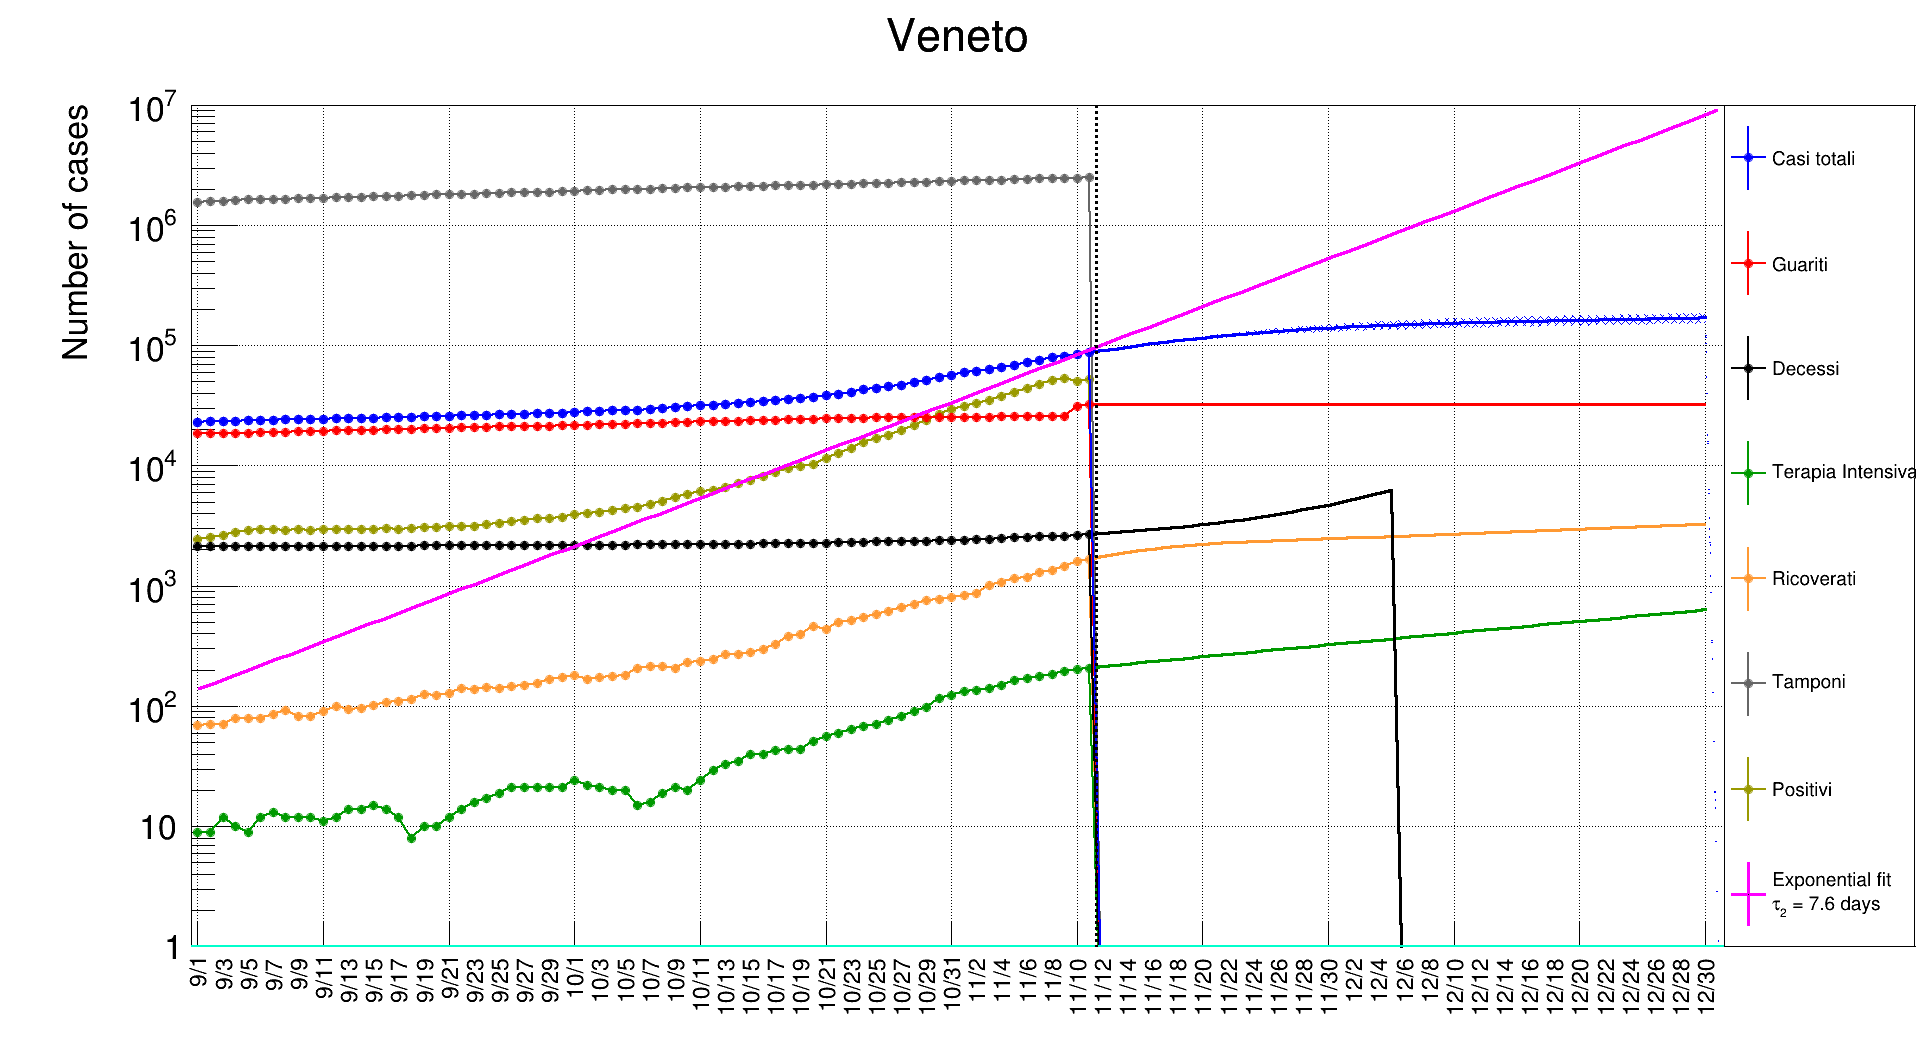 Veneto
Number of cases
10^7
10^6
10^5
10^4
10^3
10^2
10
1
9/1 9/3 9/5 9/7 9/9 9/11 9/13 9/15 9/17 9/19 9/21 9/23 9/25 9/27 9/29 10/1 10/3 10/5 10/7 10/9 10/11 10/13 10/15 10/17 10/19 10/21 10/23 10/25 10/27 10/29 10/31 11/2 11/4 11/6 11/8 11/10 11/12 11/14 11/16 11/18 11/20 11/22 11/24 11/26 11/28 11/30 12/2 12/4 12/6 12/8 12/10 12/12 12/14 12/16 12/18 12/20 12/22 12/24 12/26 12/28 12/30
Casi totali
Guariti
Decessi
Terapia Intensiva
Ricoverati
Tamponi
Positivi
Exponential fit
τ₂ = 7.6 days